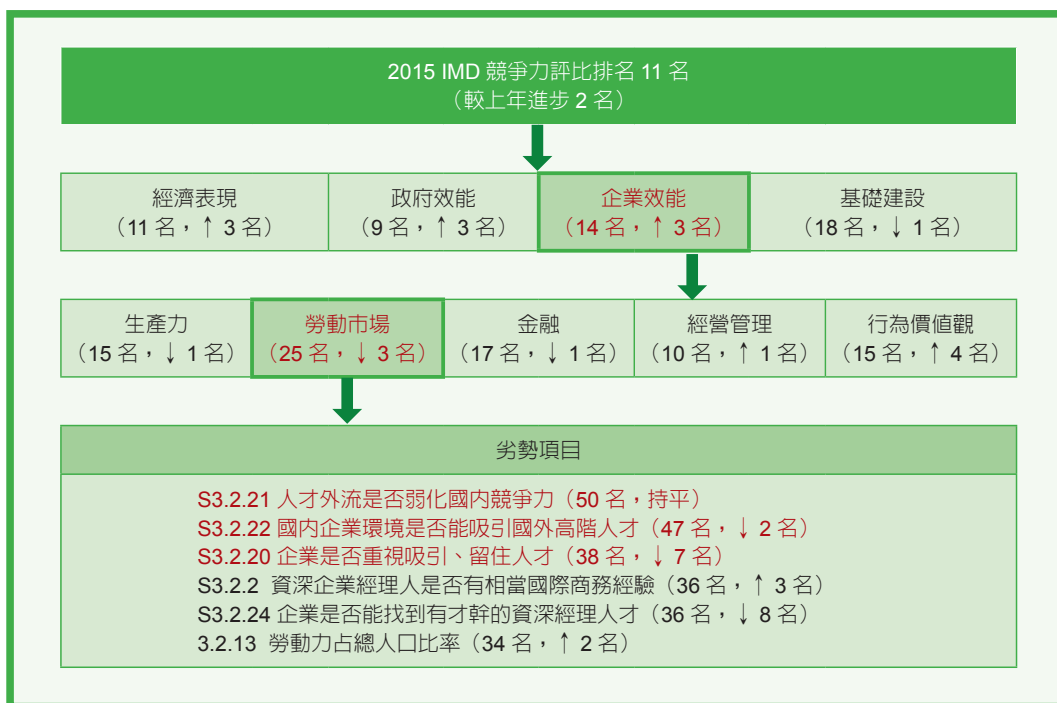 2015 IMD 競爭力評比排名 11 名
（較上年進步 2 名）
經濟表現
（11 名，↑ 3 名）
政府效能
（9 名，↑ 3 名）
企業效能
（14 名，↑ 3 名）
基礎建設
（18 名，↓ 1 名）
生產力
（15 名，↓ 1 名）
勞動市場
（25 名，↓ 3 名）
金融
（17 名，↓ 1 名）
經營管理
（10 名，↑ 1 名）
行為價值觀
（15 名，↑ 4 名）
劣勢項目
S3.2.21 人才外流是否弱化國內競爭力（50 名，持平）
S3.2.22 國內企業環境是否能吸引國外高階人才（47 名，↓ 2 名）
S3.2.20 企業是否重視吸引、留住人才（38 名，↓ 7 名）
S3.2.2 資深企業經理人是否有相當國際商務經驗（36 名，↑ 3 名）
S3.2.24 企業是否能找到有才幹的資深經理人才（36 名，↓ 8 名）
3.2.13 勞動力占總人口比率（34 名，↑ 2 名）